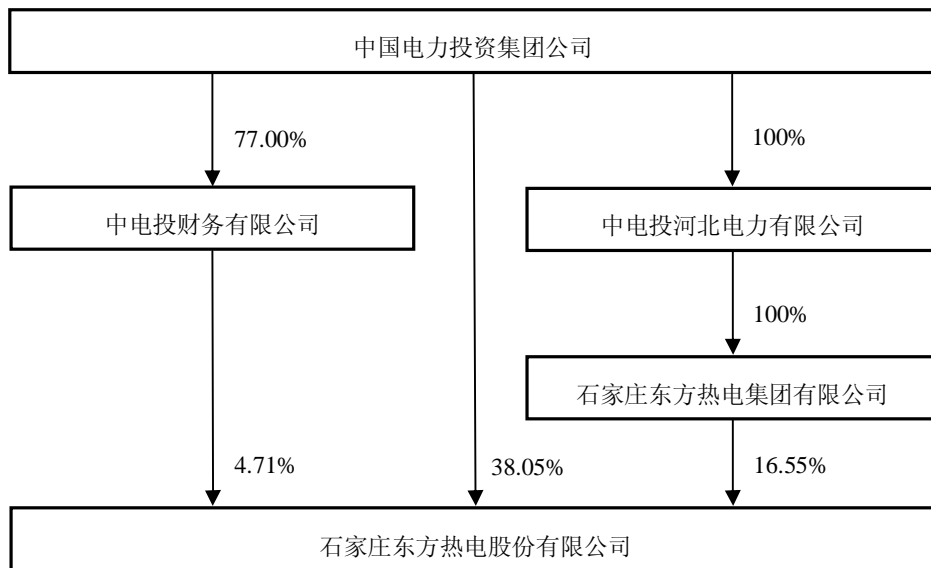 中国电力投资集团公司
77.00%
100%
中电投财务有限公司
中电投河北电力有限公司
100%
石家庄东方热电集团有限公司
4.71%
38.05%
16.55%
石家庄东方热电股份有限公司